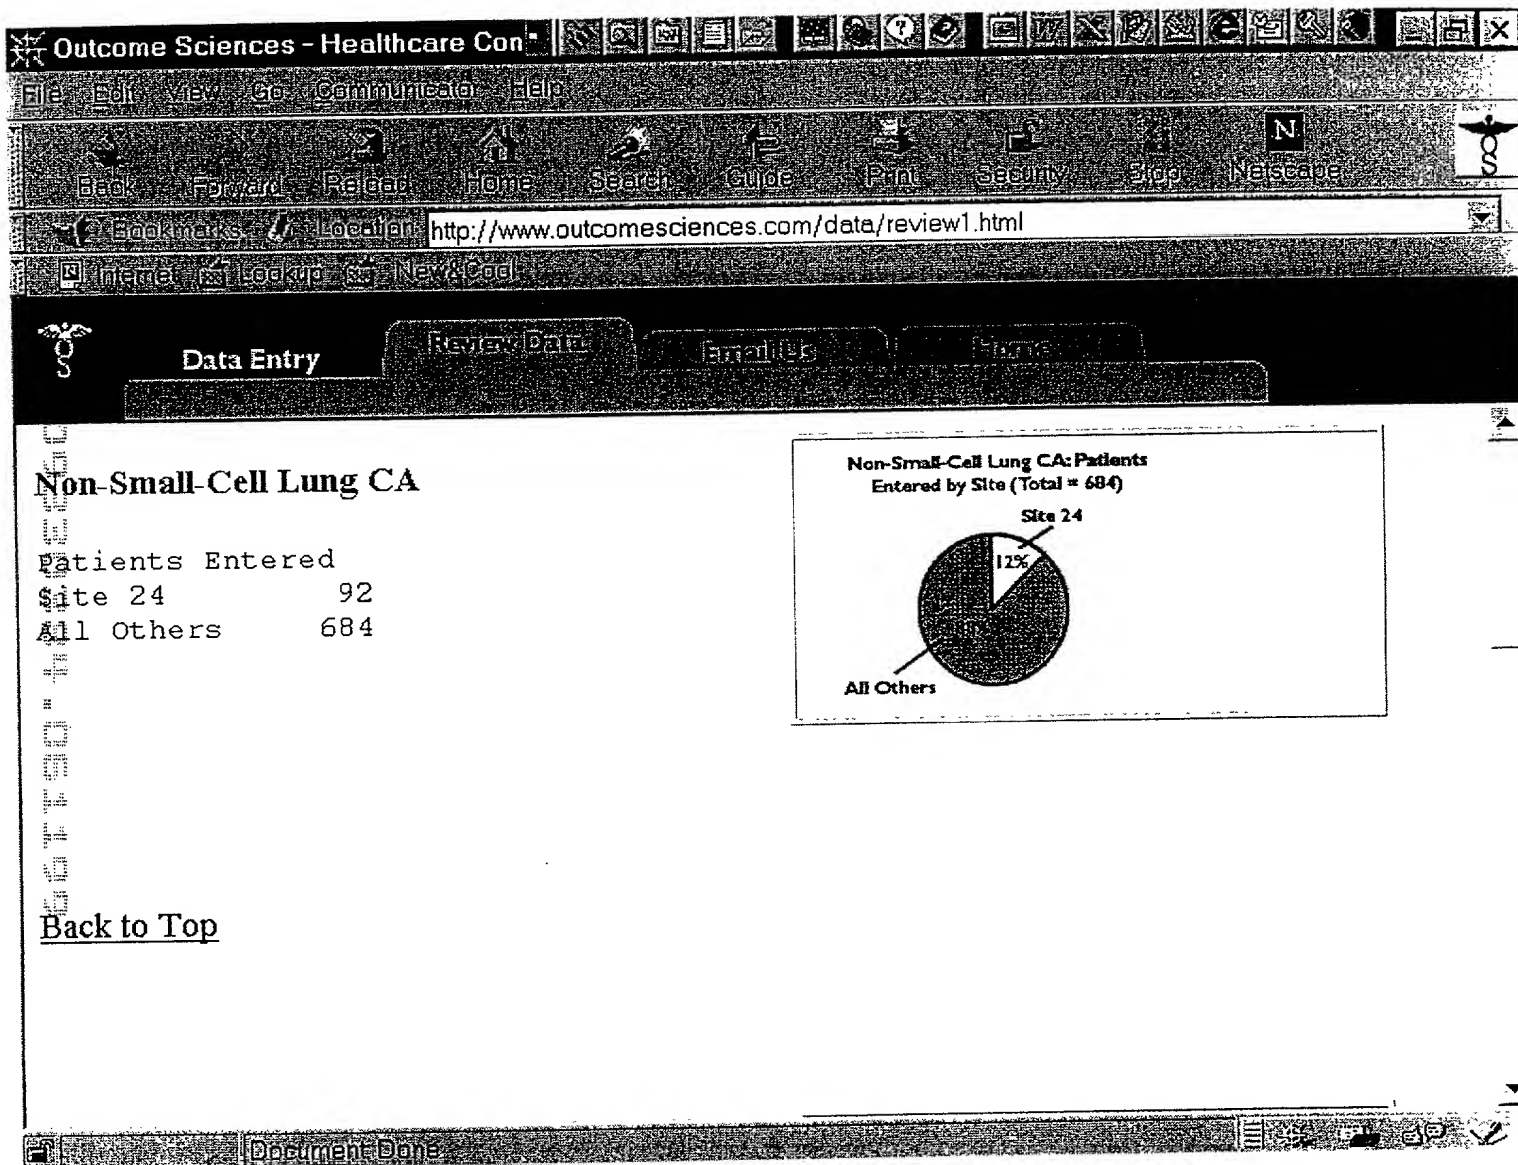 Outcome Sciences - Healthcare Con
File Edit View Go Communicator Help
N
Back Forward Reload Home Search Guide Print Security Stop Netscape
Bookmarks Location http://www.outcomesciences.com/data/review1.html
Internet Lookup New&Cool
Data Entry Review Data Email Us Home
Non-Small-Cell Lung CA
Patients Entered
Site 24 92
All Others 684
Back to Top
Non-Small-Cell Lung CA: Patients
Entered by Site (Total = 684)
Site 24
12%
All Others
Document Done